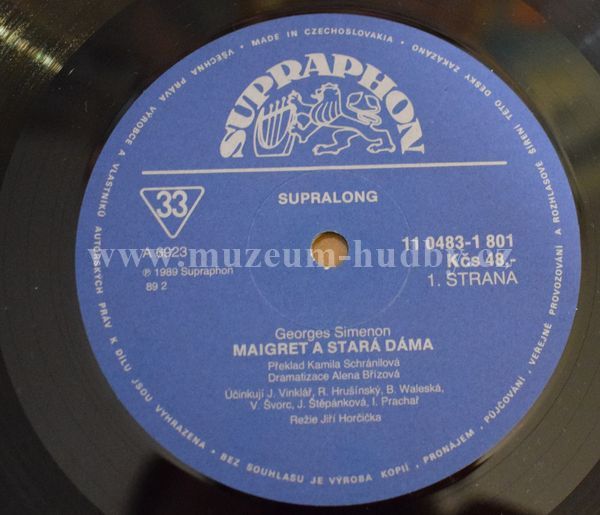 VŠECHNA PRÁVA VÝROBCE A VLASTNÍKŮ AUTORSKÝCH PRÁV K DÍLU JSOU VYHRAZENA • BEZ SOUHLASU JE VÝROBA KOPIÍ, PRONÁJEM, PŮJČOVÁNÍ, VEŘEJNÉ PROVOZOVÁNÍ A ROZHLASOVÉ ŠÍŘENÍ TÉTO DESKY ZAKÁZÁNO • MADE IN CZECHOSLOVAKIA •
SUPRAPHON
33
SUPRALONG
www.muzeum-hudby.cz
A 6923
℗ 1989 Supraphon
89 2
11 0483-1 801
Kčs 48,-
1. STRANA
Georges Simenon
MAIGRET A STARÁ DÁMA
Překlad Kamila Schránilová
Dramatizace Alena Břízová
Účinkují J. Vinklář, R. Hrušínský, B. Waleská,
V. Švorc, J. Štěpánková, I. Prachař
Režie Jiří Horčička